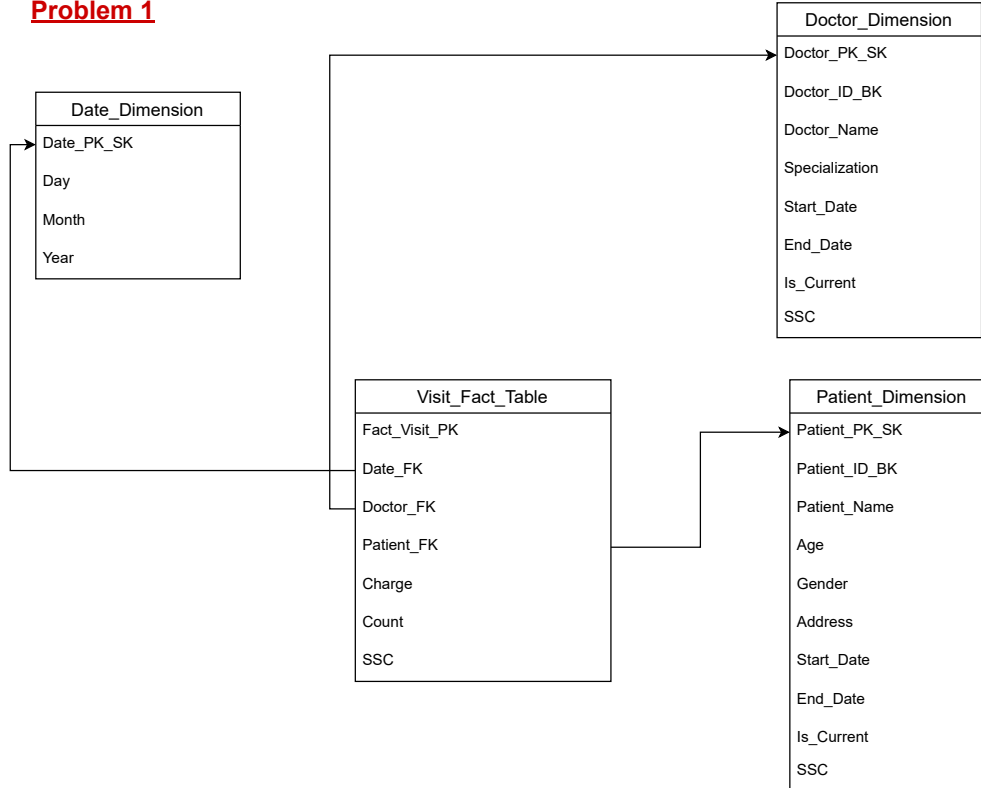 Problem 1
Doctor_Dimension
Doctor_PK_SK
Doctor_ID_BK
Doctor_Name
Specialization
Start_Date
End_Date
Is_Current
SSC
Date_Dimension
Date_PK_SK
Day
Month
Year
Visit_Fact_Table
Fact_Visit_PK
Date_FK
Doctor_FK
Patient_FK
Charge
Count
SSC
Patient_Dimension
Patient_PK_SK
Patient_ID_BK
Patient_Name
Age
Gender
Address
Start_Date
End_Date
Is_Current
SSC